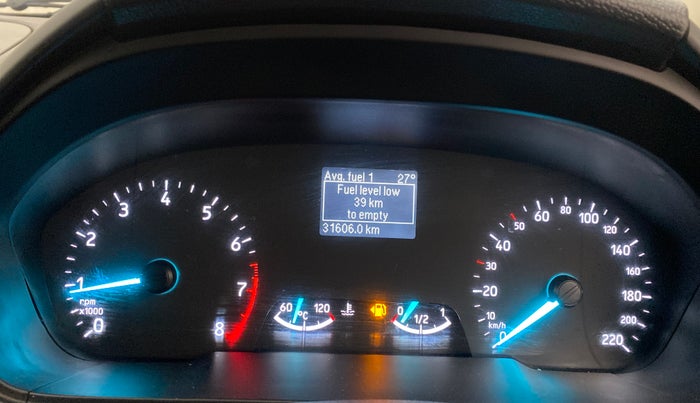 Avg. fuel 1 27°
Fuel level low
39 km
to empty
31606.0 km
0 1 2 3 4 5 6 7 8
rpm
x1000
60 120
°C
0 1/2 1
0 10 20 30 40 50 60 80 100 120 140 160 180 200 220
km/h